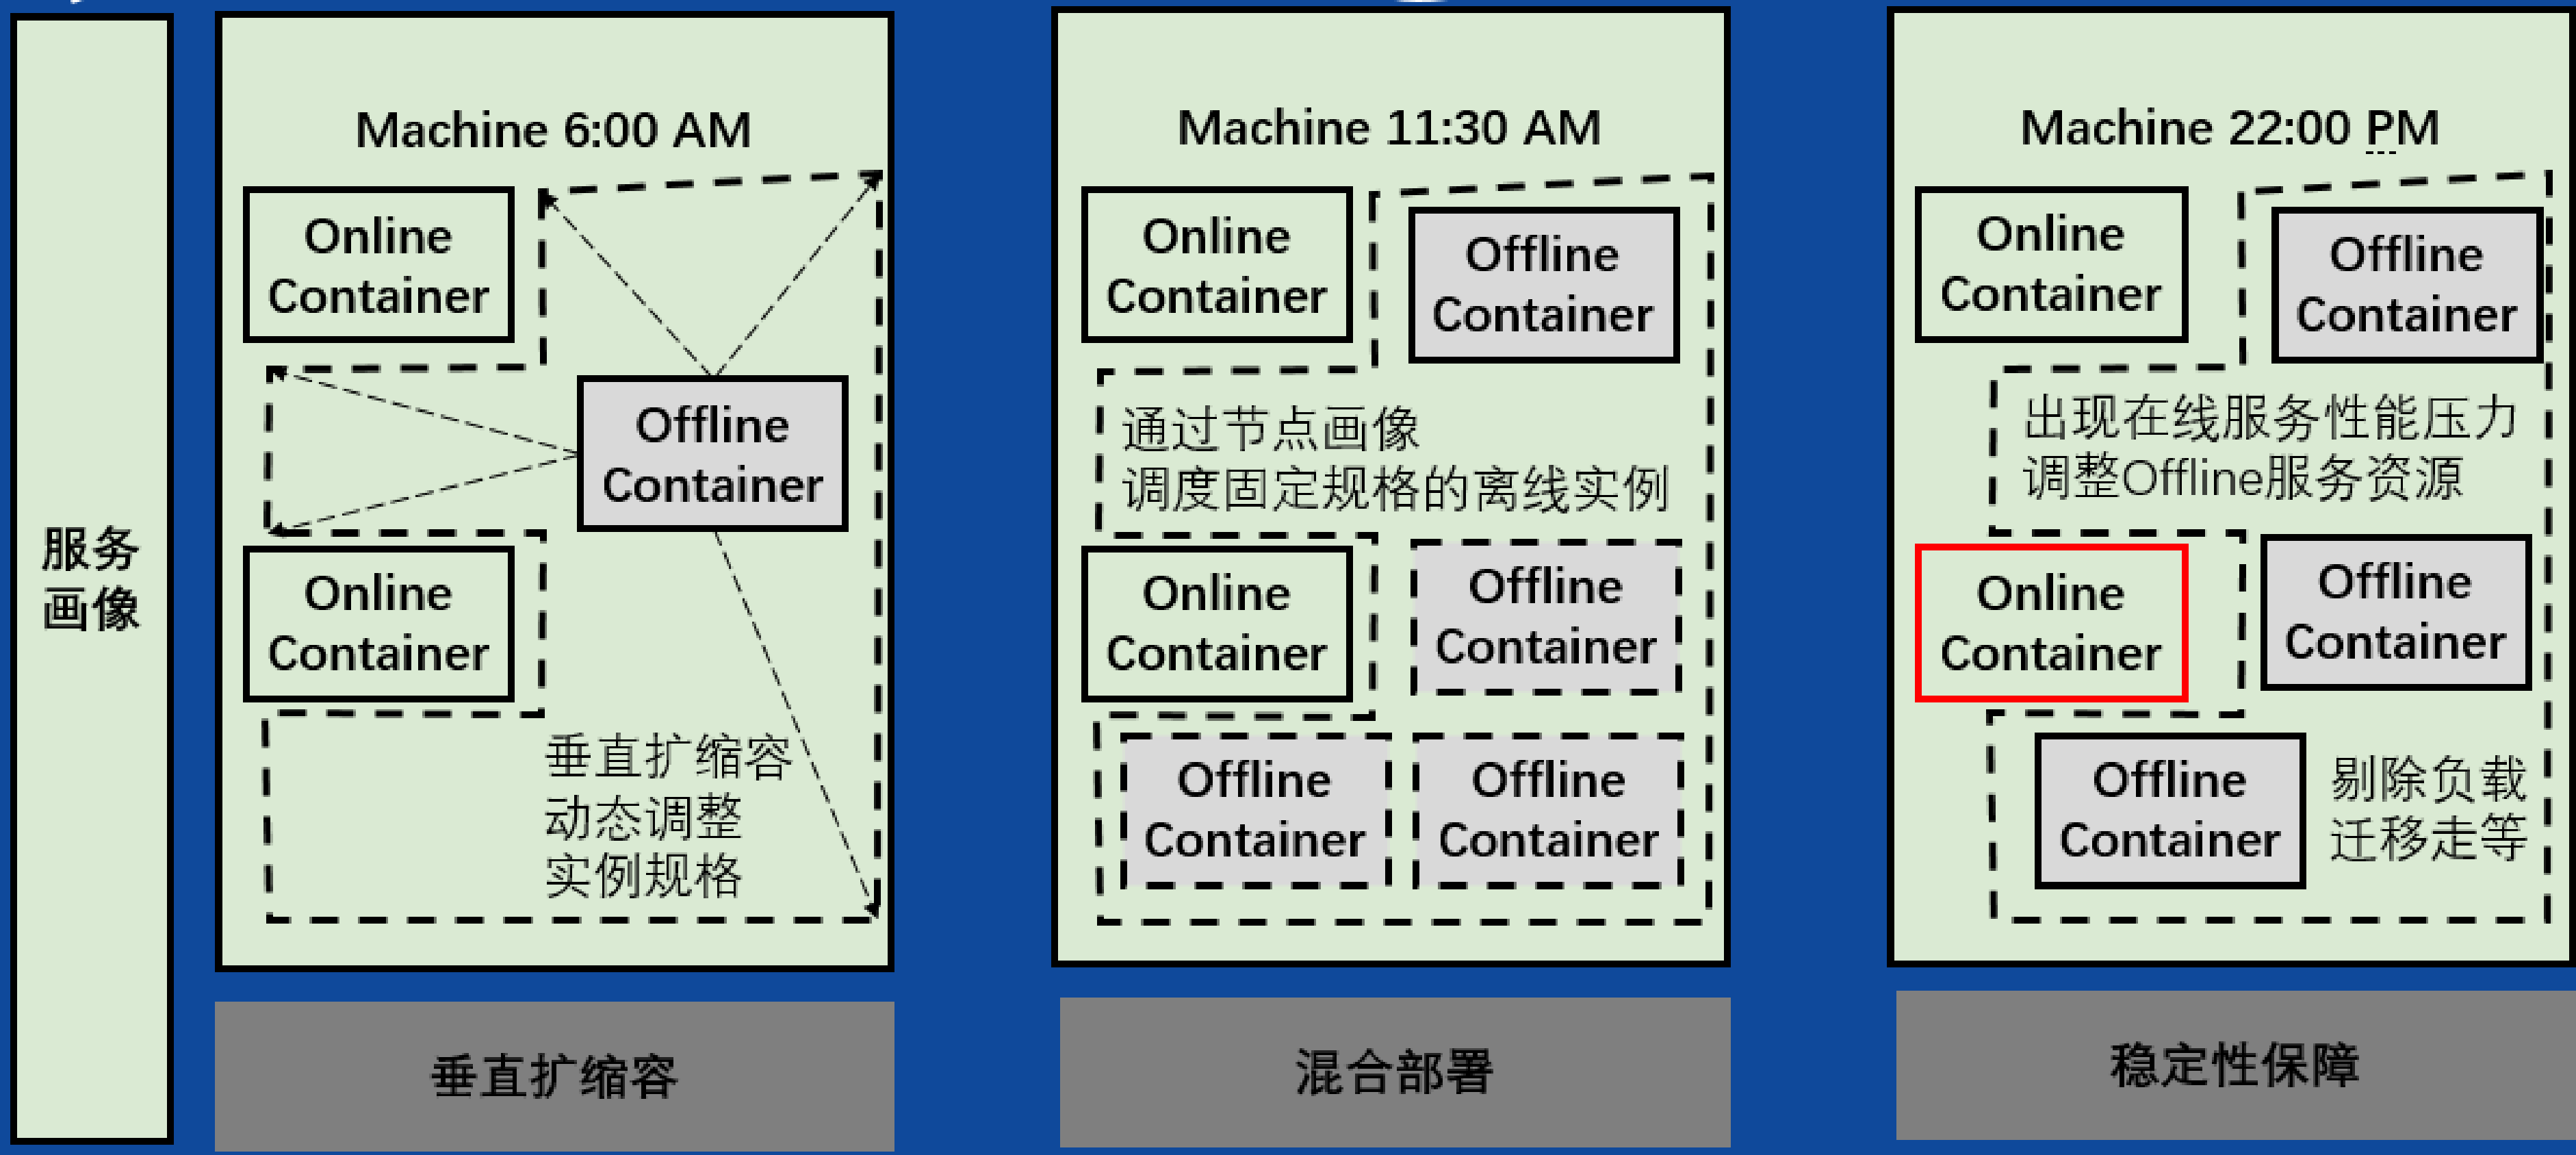 服务
画像
Machine 6:00 AM
Online
Container
Offline
Container
Online
Container
垂直扩缩容
动态调整
实例规格
垂直扩缩容
Machine 11:30 AM
Online
Container
Offline
Container
通过节点画像
调度固定规格的离线实例
Online
Container
Offline
Container
Offline
Container
Offline
Container
混合部署
Machine 22:00 PM
Online
Container
Offline
Container
出现在线服务性能压力
调整Offline服务资源
Online
Container
Offline
Container
Offline
Container
剔除负载
迁移走等
稳定性保障